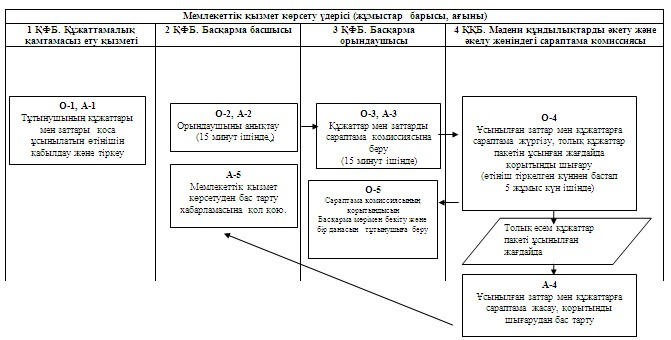 Мемлекеттік қызмет көрсету үдерісі (жұмыстар барысы, ағыны)
1 ҚФБ. Құжаттамалық
қамтамасыз ету қызметі
2 ҚФБ. Басқарма басшысы
3 ҚФБ. Басқарма
орындаушысы
4 ҚКБ. Мәдени құндылықтарды әкету және
әкелу жөніндегі сараптама комиссиясы
О-1, А-1
Тұтынушының құжаттары
мен заттары қоса
ұсынылатын өтінішін
қабылдау және тіркеу
О-2, А-2
Орындаушыны анықтау
(15 минут ішінде)
О-3, А-3
Құжаттар мен заттарды
сараптама комиссиясына
беру
(15 минут ішінде)
О-4
Ұсынылған заттар мен құжаттарға
сараптама жүргізу, толық құжаттар
пакетін ұсынған жағдайда
қорытынды шығару
(өтініш тіркелген күннен бастап
5 жұмыс күн ішінде)
А-5
Мемлекеттік қызмет
көрсетуден бас тарту
хабарламасына қол қою.
О-5
Сараптама комиссиясының
қорытындысын
Басқарма мөрімен бекіту және
бір данасын тұтынушыға беру
Толық емес құжаттар
пакеті ұсынылған
жағдайда
А-4
Ұсынылған заттар мен құжаттарға
сараптама жасау, қорытынды
шығарудан бас тарту